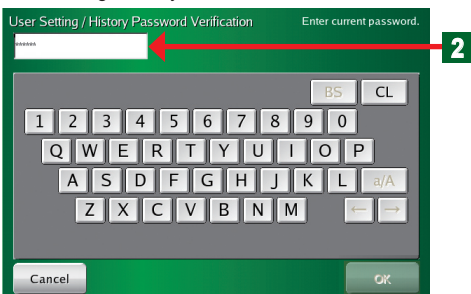 User Setting / History Password Verification Enter current password.
******
2
BS CL
1 2 3 4 5 6 7 8 9 0
Q W E R T Y U I O P
A S D F G H J K L a/A
Z X C V B N M ← →
Cancel OK